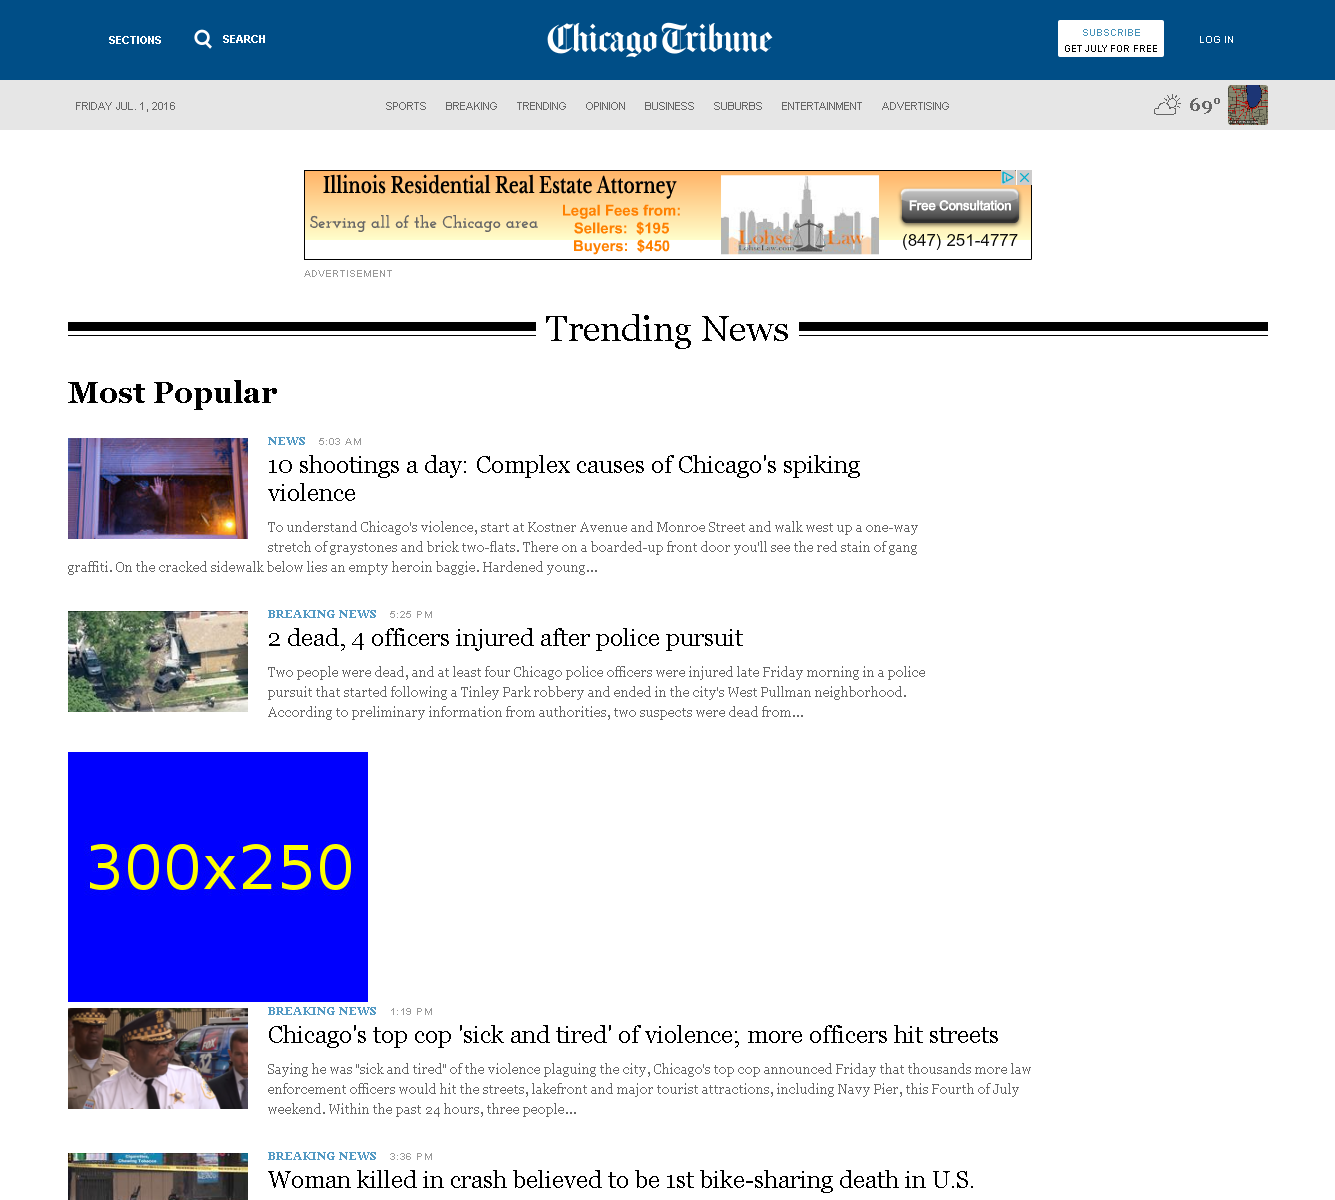 SECTIONS
SEARCH
Chicago Tribune
SUBSCRIBE
GET JULY FOR FREE
LOG IN
FRIDAY JUL. 1, 2016
SPORTS BREAKING TRENDING OPINION BUSINESS SUBURBS ENTERTAINMENT ADVERTISING
69°
Illinois Residential Real Estate Attorney
Serving all of the Chicago area
Legal Fees from:
Sellers: $195
Buyers: $450
Lohse Law
LohseLaw.com
Free Consultation
(847) 251-4777
ADVERTISEMENT
Trending News
Most Popular
NEWS 5:03 AM
10 shootings a day: Complex causes of Chicago's spiking
violence
To understand Chicago's violence, start at Kostner Avenue and Monroe Street and walk west up a one-way
stretch of graystones and brick two-flats. There on a boarded-up front door you'll see the red stain of gang
graffiti. On the cracked sidewalk below lies an empty heroin baggie. Hardened young...
BREAKING NEWS 5:25 PM
2 dead, 4 officers injured after police pursuit
Two people were dead, and at least four Chicago police officers were injured late Friday morning in a police
pursuit that started following a Tinley Park robbery and ended in the city's West Pullman neighborhood.
According to preliminary information from authorities, two suspects were dead from...
300x250
BREAKING NEWS 1:19 PM
Chicago's top cop 'sick and tired' of violence; more officers hit streets
Saying he was "sick and tired" of the violence plaguing the city, Chicago's top cop announced Friday that thousands more law
enforcement officers would hit the streets, lakefront and major tourist attractions, including Navy Pier, this Fourth of July
weekend. Within the past 24 hours, three people...
BREAKING NEWS 3:36 PM
Woman killed in crash believed to be 1st bike-sharing death in U.S.